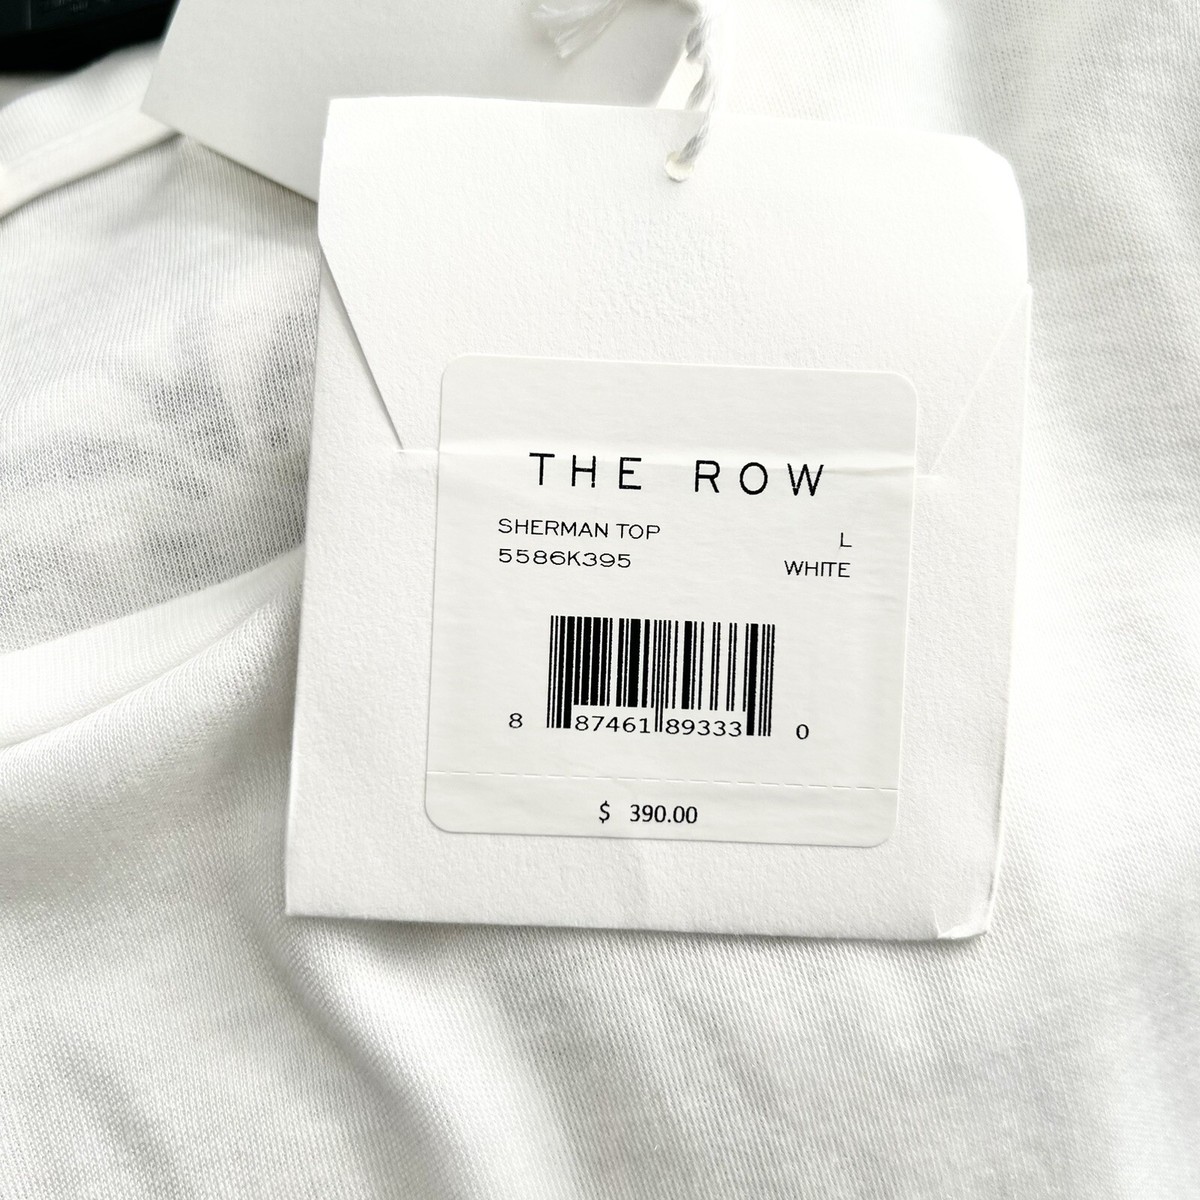 THE ROW
SHERMAN TOP L
5586K395 WHITE
8 87461 89333 0
$ 390.00